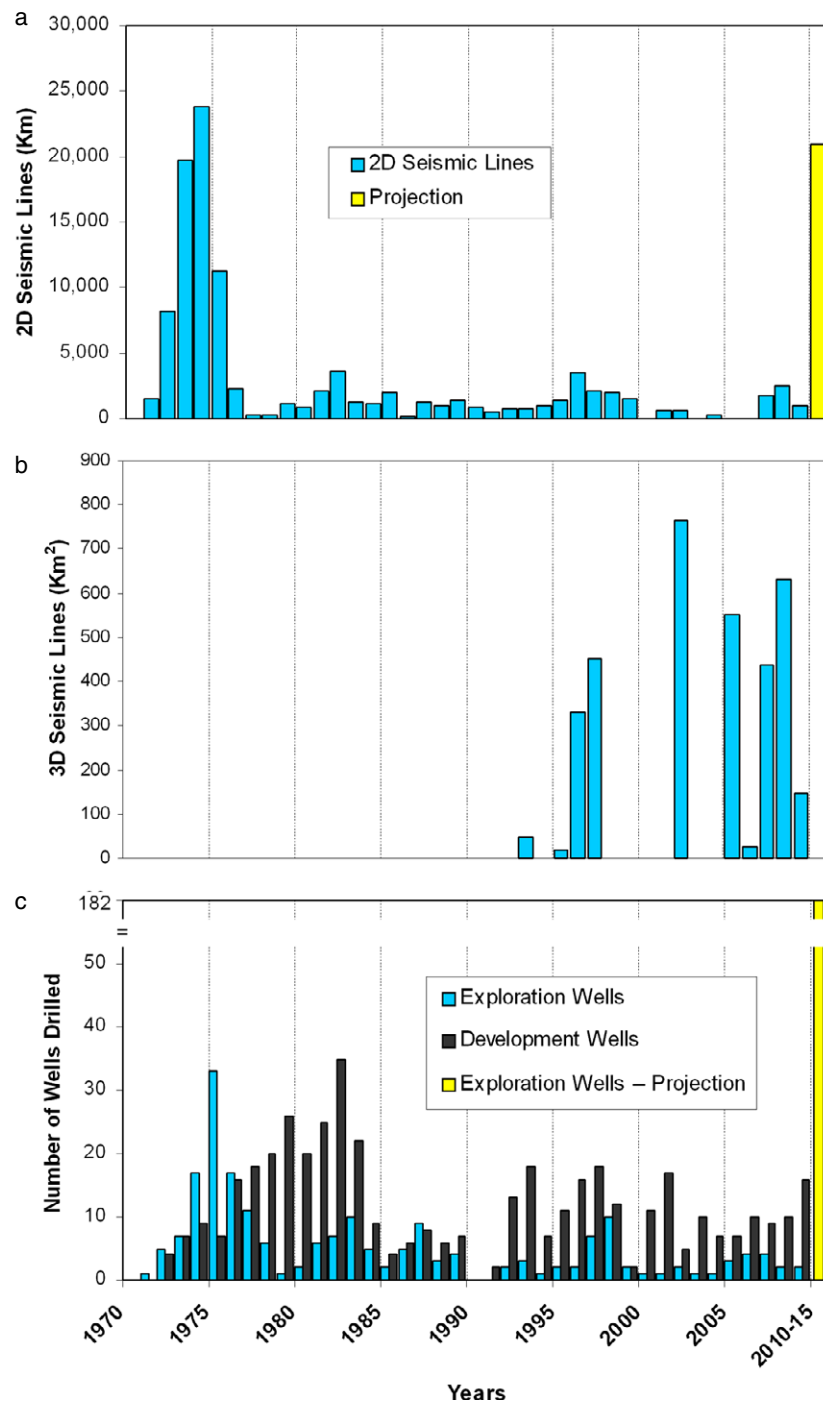 a
30,000
25,000
20,000
15,000
10,000
5,000
0
2D Seismic Lines (Km)
2D Seismic Lines
Projection
b
900
800
700
600
500
400
300
200
100
0
3D Seismic Lines (Km²)
c
182
=
50
40
30
20
10
0
Number of Wells Drilled
Exploration Wells
Development Wells
Exploration Wells – Projection
1970
1975
1980
1985
1990
1995
2000
2005
2010-15
Years